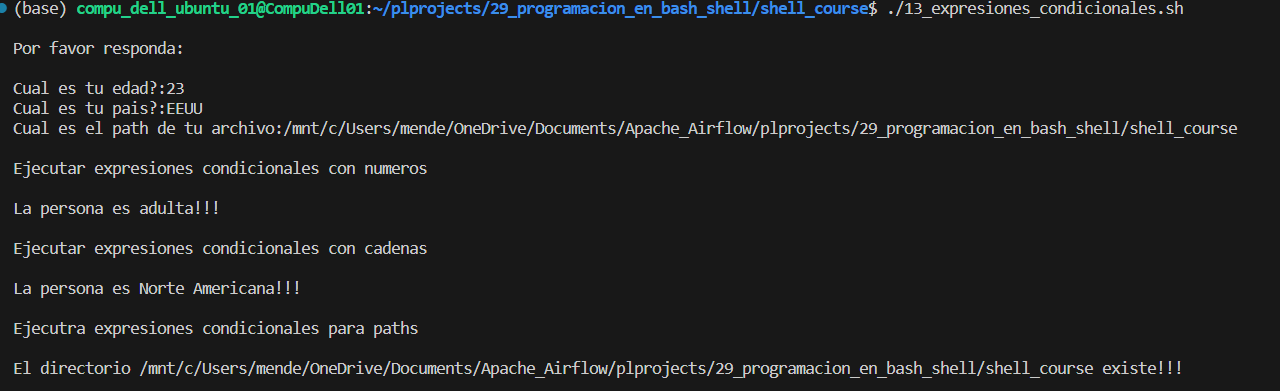 (base) compu_dell_ubuntu_01@CompuDell01:~/plprojects/29_programacion_en_bash_shell/shell_course$ ./13_expresiones_condicionales.sh
Por favor responda:
Cual es tu edad?:23
Cual es tu pais?:EEUU
Cual es el path de tu archivo:/mnt/c/Users/mende/OneDrive/Documents/Apache_Airflow/plprojects/29_programacion_en_bash_shell/shell_course
Ejecutar expresiones condicionales con numeros
La persona es adulta!!!
Ejecutar expresiones condicionales con cadenas
La persona es Norte Americana!!!
Ejecutra expresiones condicionales para paths
El directorio /mnt/c/Users/mende/OneDrive/Documents/Apache_Airflow/plprojects/29_programacion_en_bash_shell/shell_course existe!!!